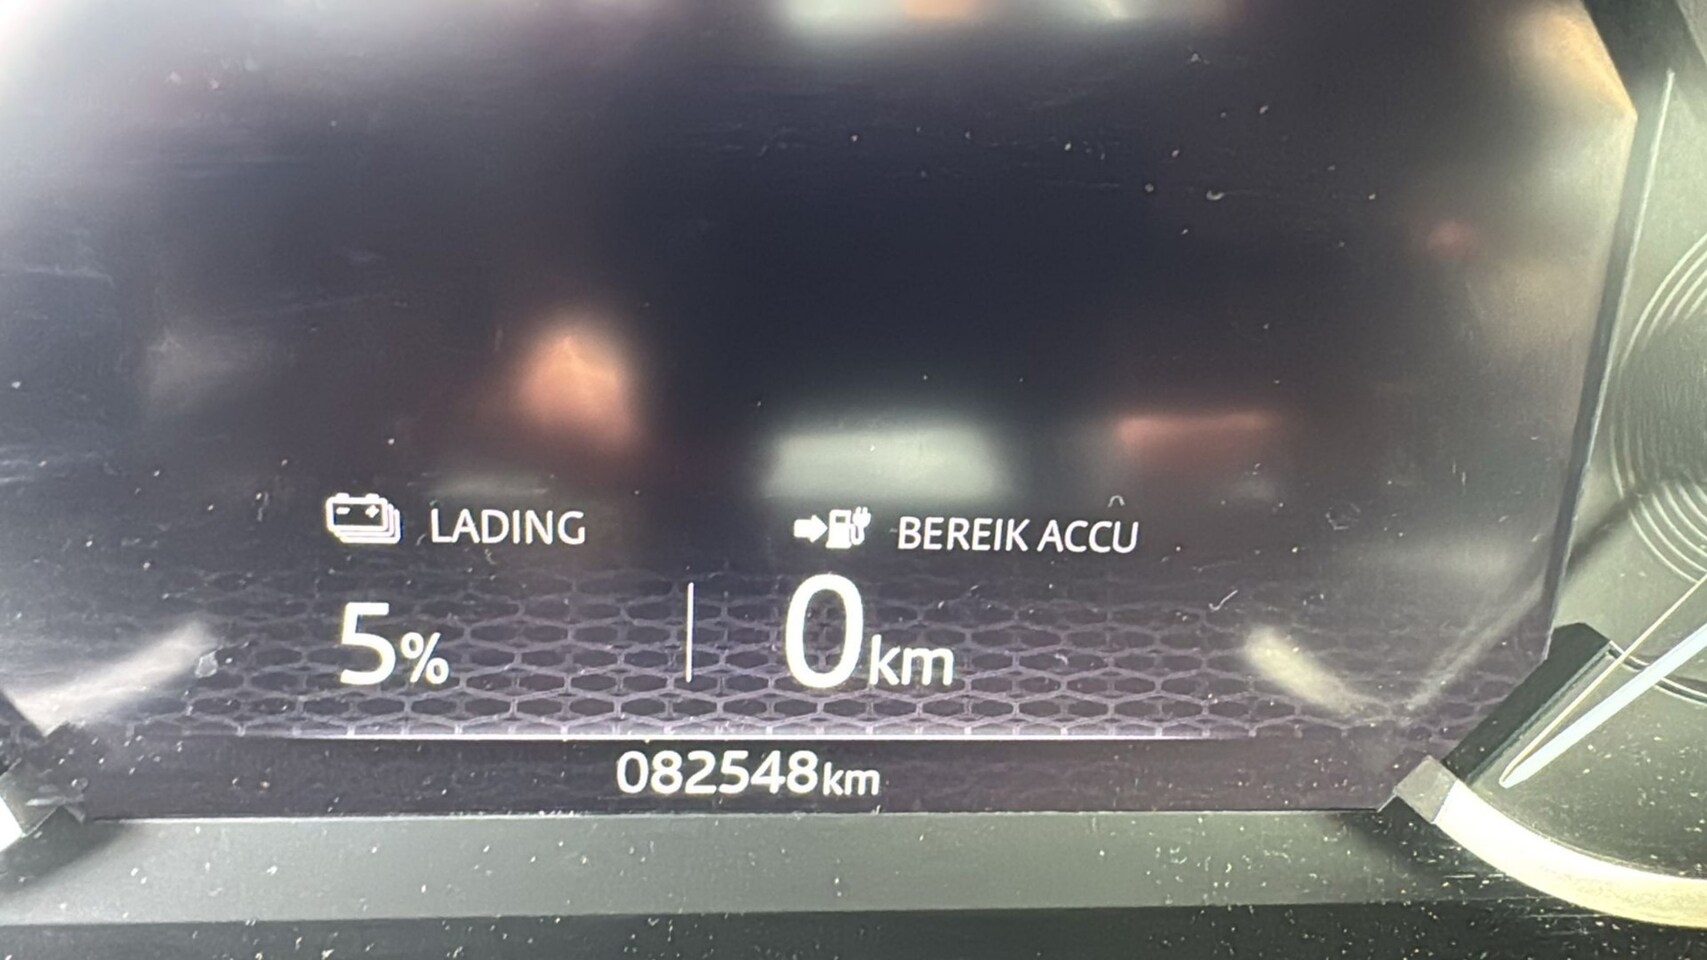 LADING
BEREIK ACCU
5%
0km
082548km